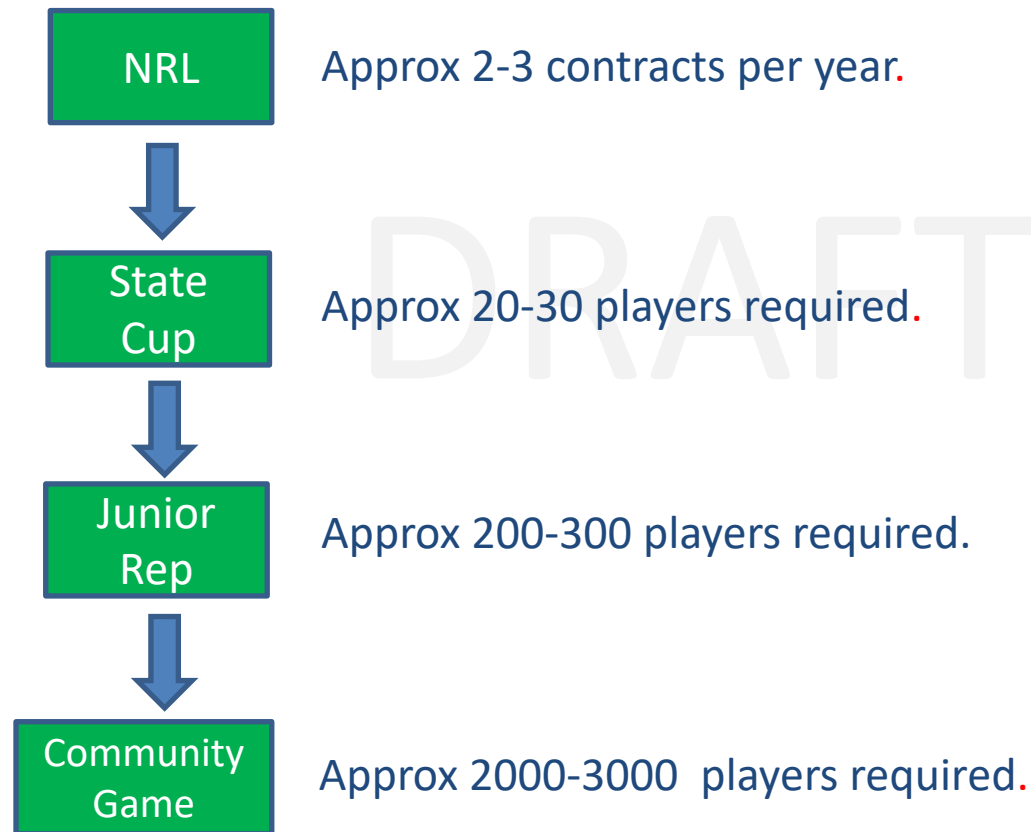 NRL
Approx 2-3 contracts per year.
DRAFT
State
Cup
Approx 20-30 players required.
Junior
Rep
Approx 200-300 players required.
Community
Game
Approx 2000-3000  players required.